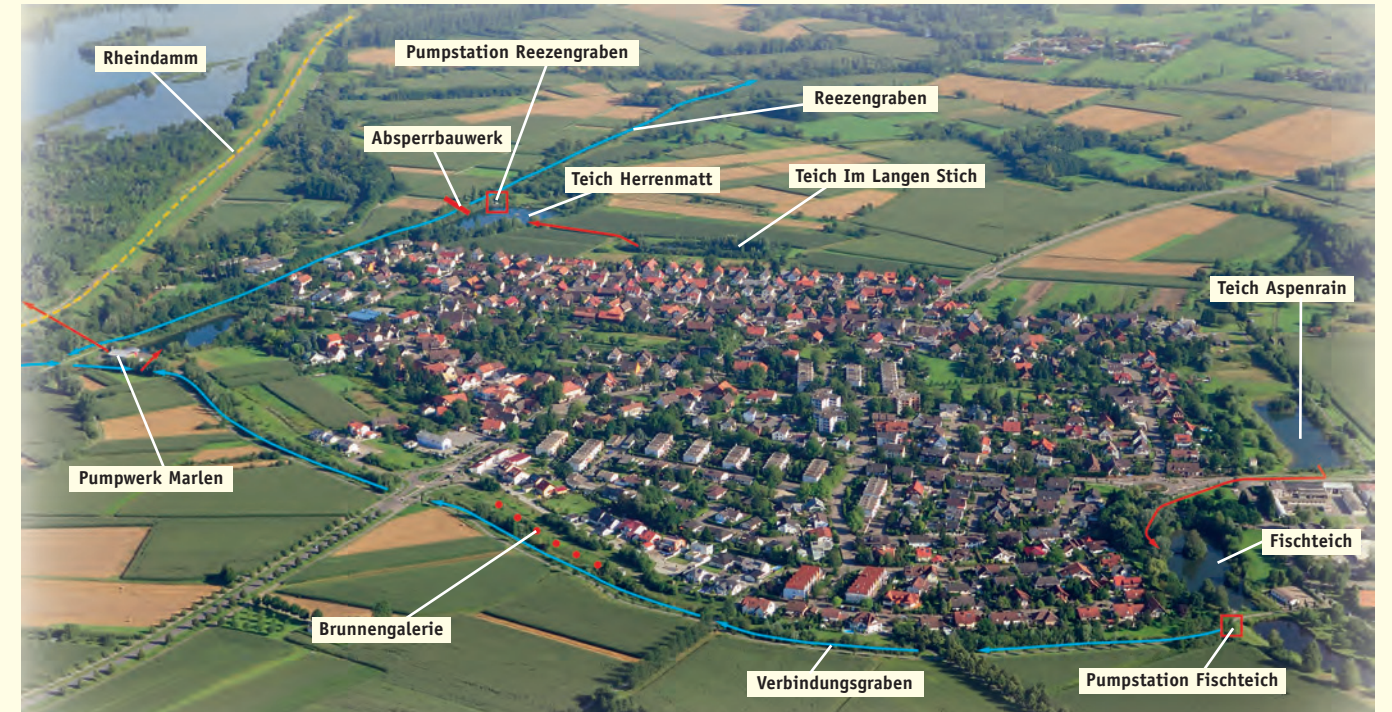 Rheindamm
Pumpstation Reezengraben
Reezengraben
Absperrbauwerk
Teich Herrenmatt
Teich Im Langen Stich
Teich Aspenrain
Pumpwerk Marlen
Fischteich
Brunnengalerie
Verbindungsgraben
Pumpstation Fischteich